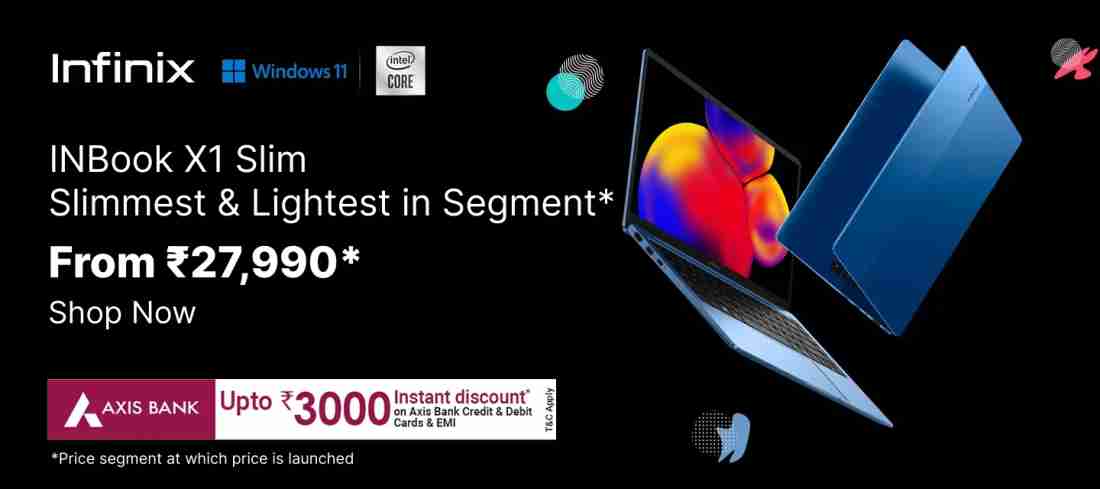 Infinix
Windows 11
intel
CORE
INBook X1 Slim
Slimmest & Lightest in Segment*
From ₹27,990*
Shop Now
AXIS BANK
Upto ₹3000
Instant discount*
on Axis Bank Credit & Debit
Cards & EMI
T&C Apply
*Price segment at which price is launched